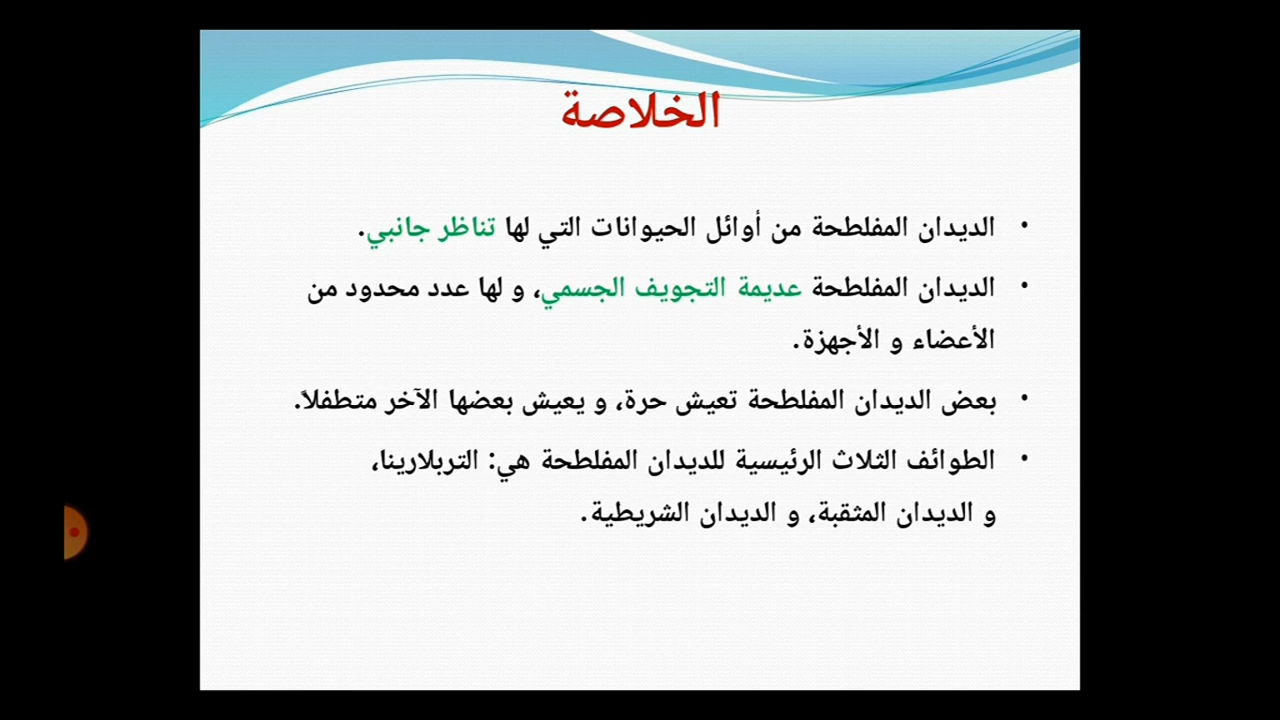 الخلاصة
• الديدان المفلطحة من أوائل الحيوانات التي لها تناظر جانبي.
• الديدان المفلطحة عديمة التجويف الجسمي، و لها عدد محدود من
الأعضاء و الأجهزة.
• بعض الديدان المفلطحة تعيش حرة، و يعيش بعضها الآخر متطفلاً.
• الطوائف الثلاث الرئيسية للديدان المفلطحة هي: التربلارينا،
و الديدان المثقبة، و الديدان الشريطية.